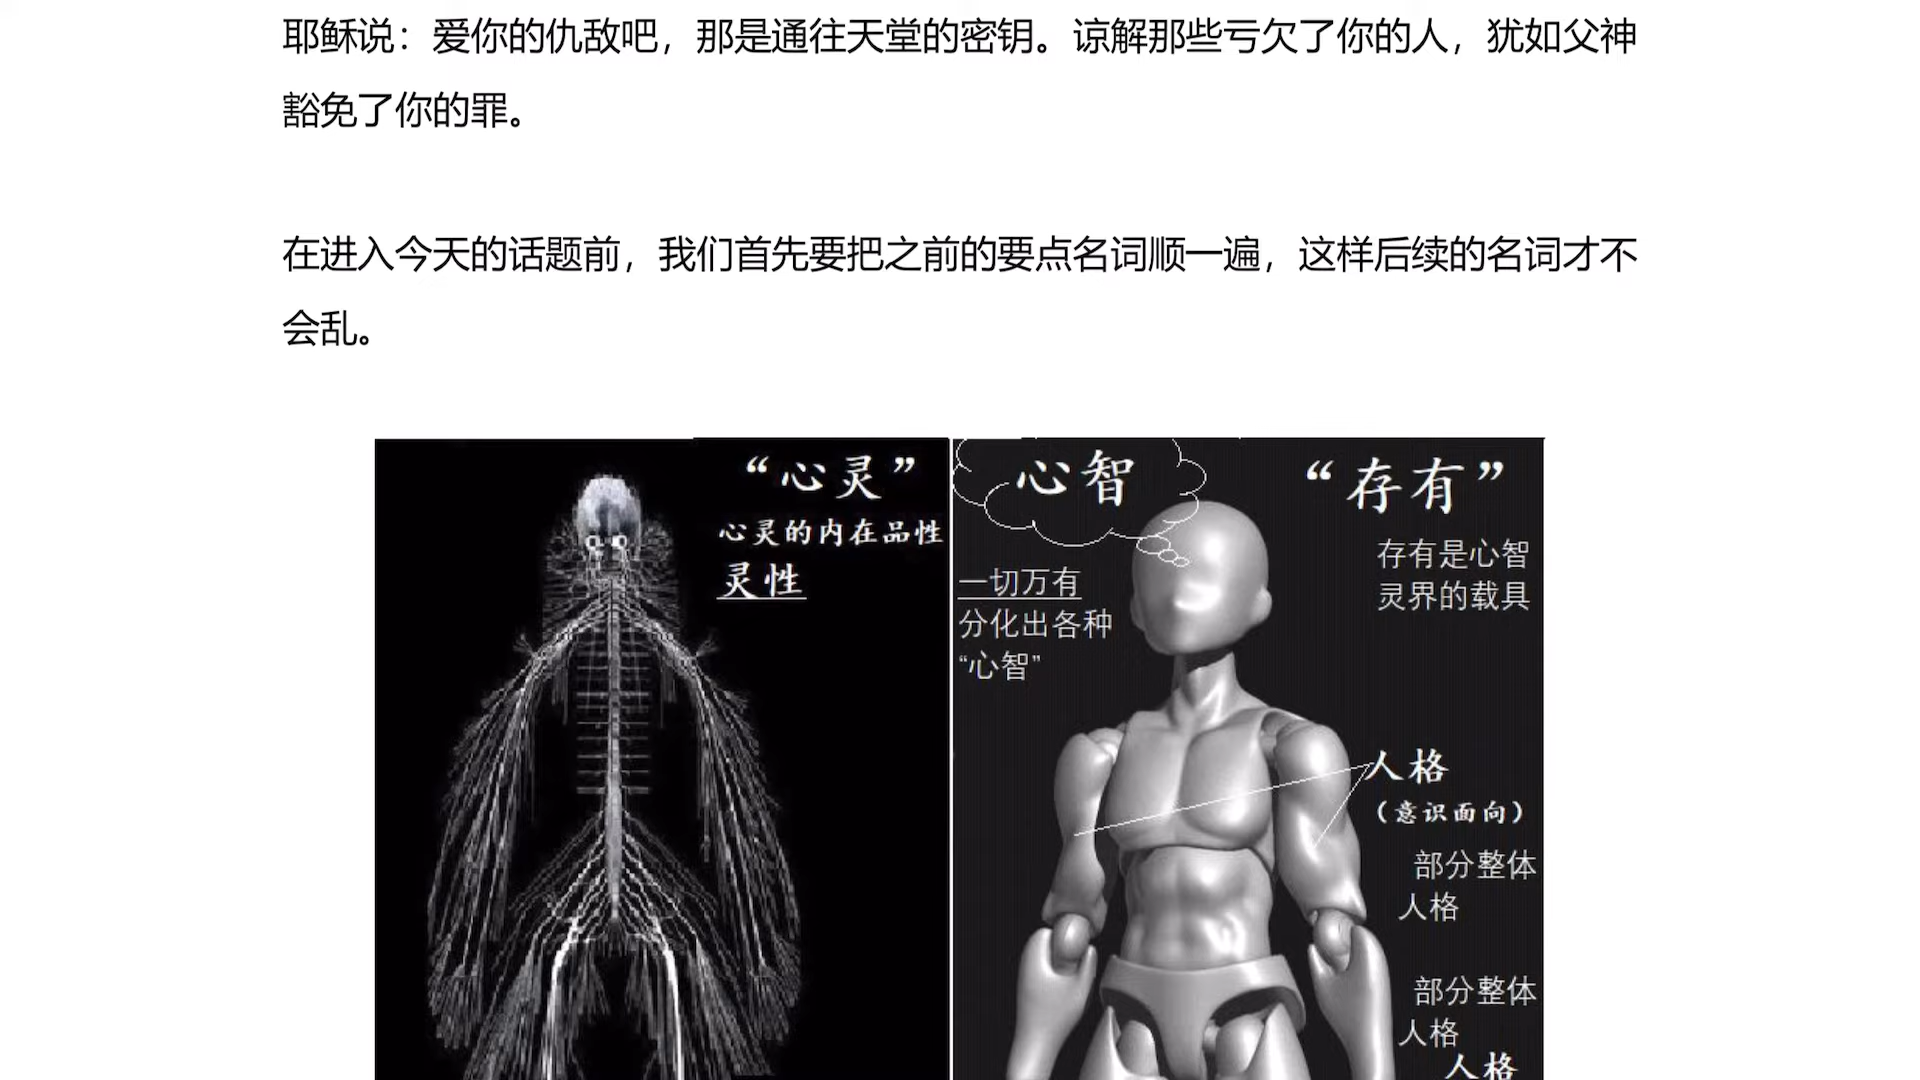 耶稣说：爱你的仇敌吧，那是通往天堂的密钥。谅解那些亏欠了你的人，犹如父神
豁免了你的罪。
在进入今天的话题前，我们首先要把之前的要点名词顺一遍，这样后续的名词才不
会乱。
“心灵”
心灵的内在品性
灵性
心智
“存有”
存有是心智
灵界的载具
一切万有
分化出各种
“心智”
人格
（意识面向）
部分整体
人格
部分整体
人格
人格